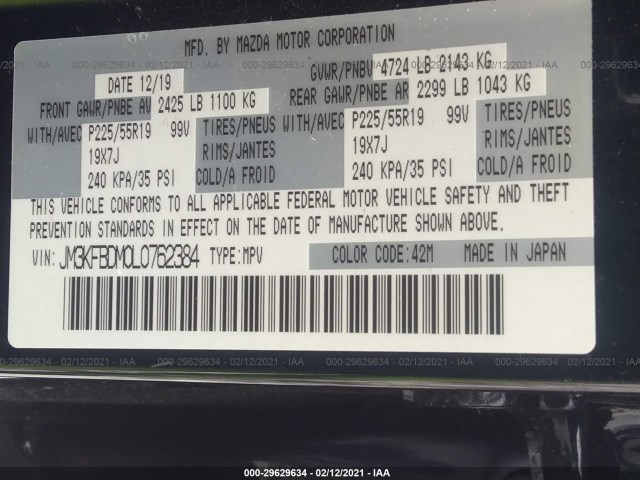 MFD. BY MAZDA MOTOR CORPORATION
DATE 12/19 GVWR/PNBV 4724 LB 2143 KG
FRONT GAWR/PNBE AV 2425 LB 1100 KG REAR GAWR/PNBE AR 2299 LB 1043 KG
WITH/AVEC P225/55R19 99V TIRES/PNEUS WITH/AVEC P225/55R19 99V TIRES/PNEUS
19X7J RIMS/JANTES 19X7J RIMS/JANTES
240 KPA/35 PSI COLD/A FROID 240 KPA/35 PSI COLD/A FROID
THIS VEHICLE CONFORMS TO ALL APPLICABLE FEDERAL MOTOR VEHICLE SAFETY AND THEFT
PREVENTION STANDARDS IN EFFECT ON THE DATE OF MANUFACTURE SHOWN ABOVE.
VIN: JM3KFBDM0L0762384 TYPE:MPV COLOR CODE:42M MADE IN JAPAN
000-29629634 - 02/12/2021 - IAA